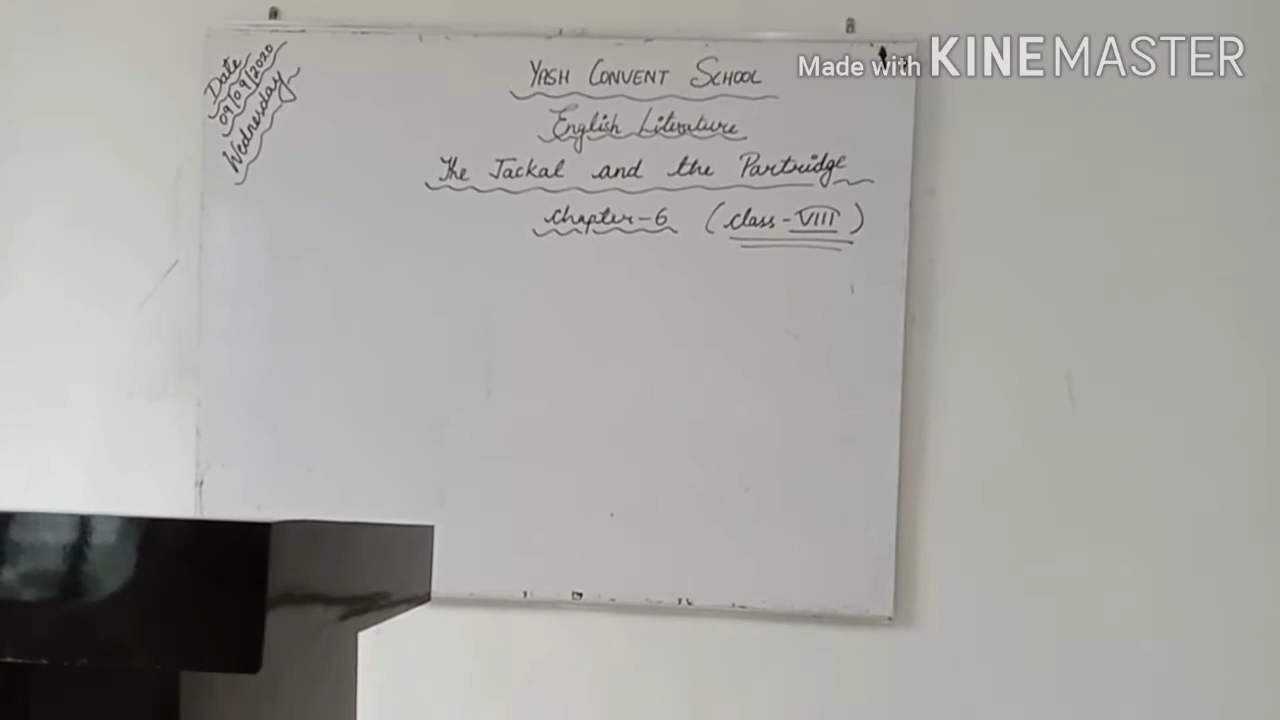 Date
09/09/2020
Wednesday
YASH CONVENT SCHOOL
English Literature
The Jackal and the Partridge
Chapter-6 (class-VIII)
Made with KINEMASTER